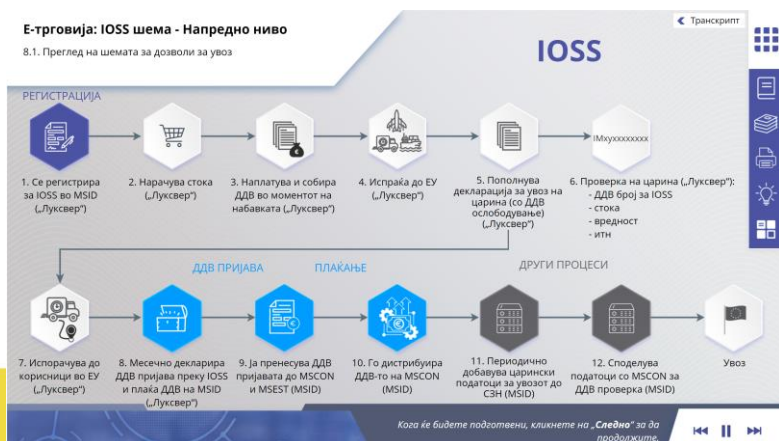 Е-трговија: IOSS шема - Напредно ниво
8.1. Преглед на шемата за дозволи за увоз
Транскрипт
IOSS
РЕГИСТРАЦИЈА
IMxyxxxxxxxx
1. Се регистрира
за IOSS во MSID
(„Луксвер“)
2. Нарачува стока
(„Луксвер“)
3. Наплатува и собира
ДДВ во моментот на
набавката („Луксвер“)
4. Испраќа до ЕУ
(„Луксвер“)
5. Пополнува
декларација за увоз на
царина (со ДДВ
ослободување)
(„Луксвер“)
6. Проверка на царина („Луксвер“):
- ДДВ број за IOSS
- стока
- вредност
- итн
ДДВ ПРИЈАВА
ПЛАЌАЊЕ
ДРУГИ ПРОЦЕСИ
7. Испорачува до
корисници во ЕУ
(„Луксвер“)
8. Месечно декларира
ДДВ пријава преку IOSS
и плаќа ДДВ на MSID
(„Луксвер“)
9. Ја пренесува ДДВ
пријавата до MSCON
и MSEST (MSID)
10. Го дистрибуира
ДДВ-то на MSCON
(MSID)
11. Периодично
добавува царински
податоци за увозот до
СЗН (MSID)
12. Споделува
податоци со MSCON за
ДДВ проверка (MSID)
Увоз
Кога ќе бидете подготвени, кликнете на „Следно“ за да
продолжите.